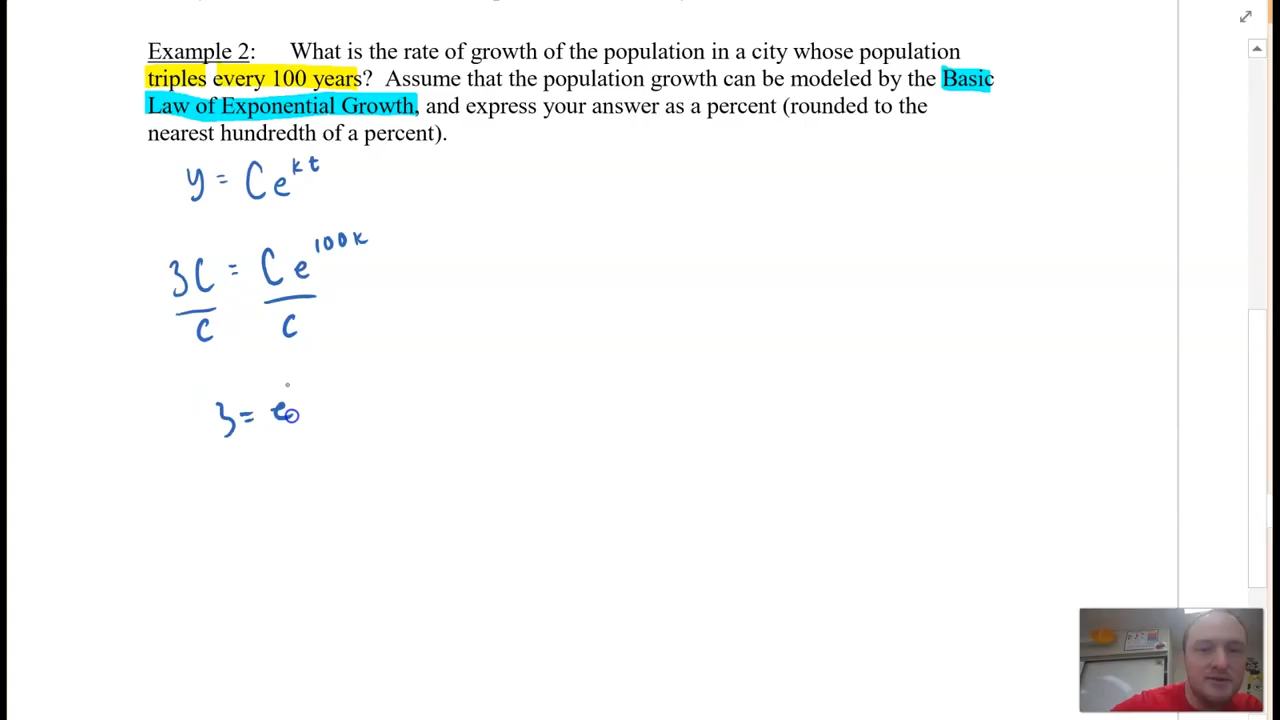 Example 2: What is the rate of growth of the population in a city whose population
triples every 100 years? Assume that the population growth can be modeled by the Basic
Law of Exponential Growth, and express your answer as a percent (rounded to the
nearest hundredth of a percent).
y = Ce^{kt}
3C = Ce^{100k}
C C
3 = e